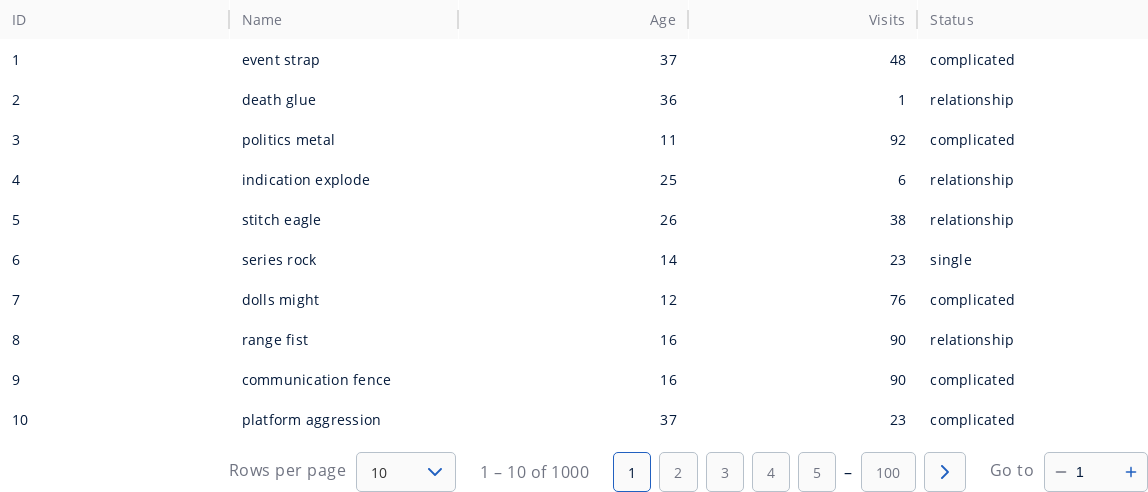 ID Name Age Visits Status
1 event strap 37 48 complicated
2 death glue 36 1 relationship
3 politics metal 11 92 complicated
4 indication explode 25 6 relationship
5 stitch eagle 26 38 relationship
6 series rock 14 23 single
7 dolls might 12 76 complicated
8 range fist 16 90 relationship
9 communication fence 16 90 complicated
10 platform aggression 37 23 complicated
Rows per page 10 1 – 10 of 1000 1 2 3 4 5 – 100 Go to − 1 +